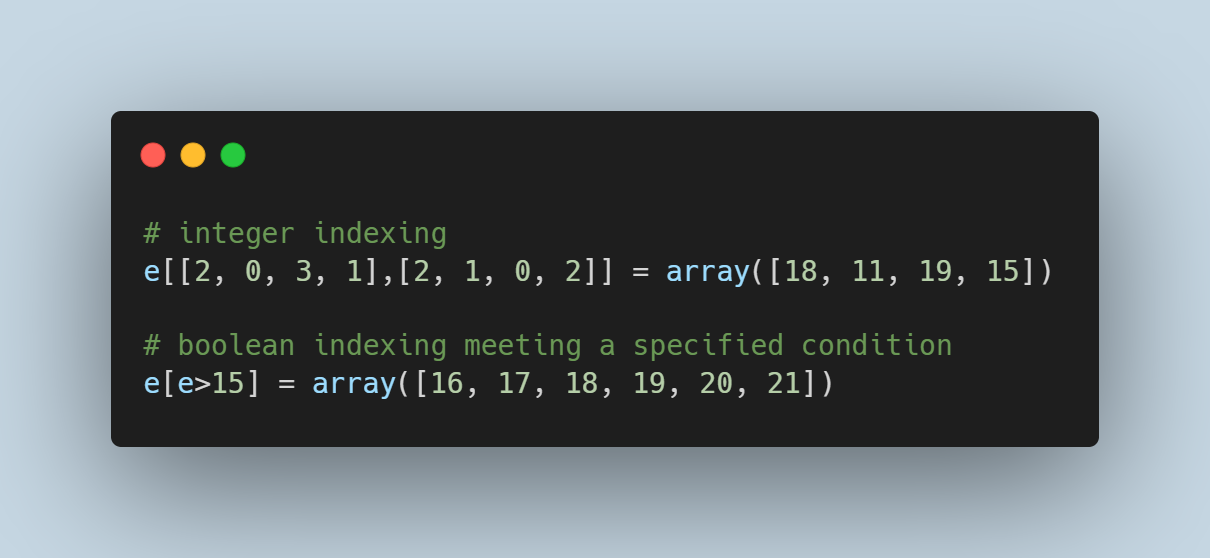 # integer indexing
e[[2, 0, 3, 1],[2, 1, 0, 2]] = array([18, 11, 19, 15])
# boolean indexing meeting a specified condition
e[e>15] = array([16, 17, 18, 19, 20, 21])